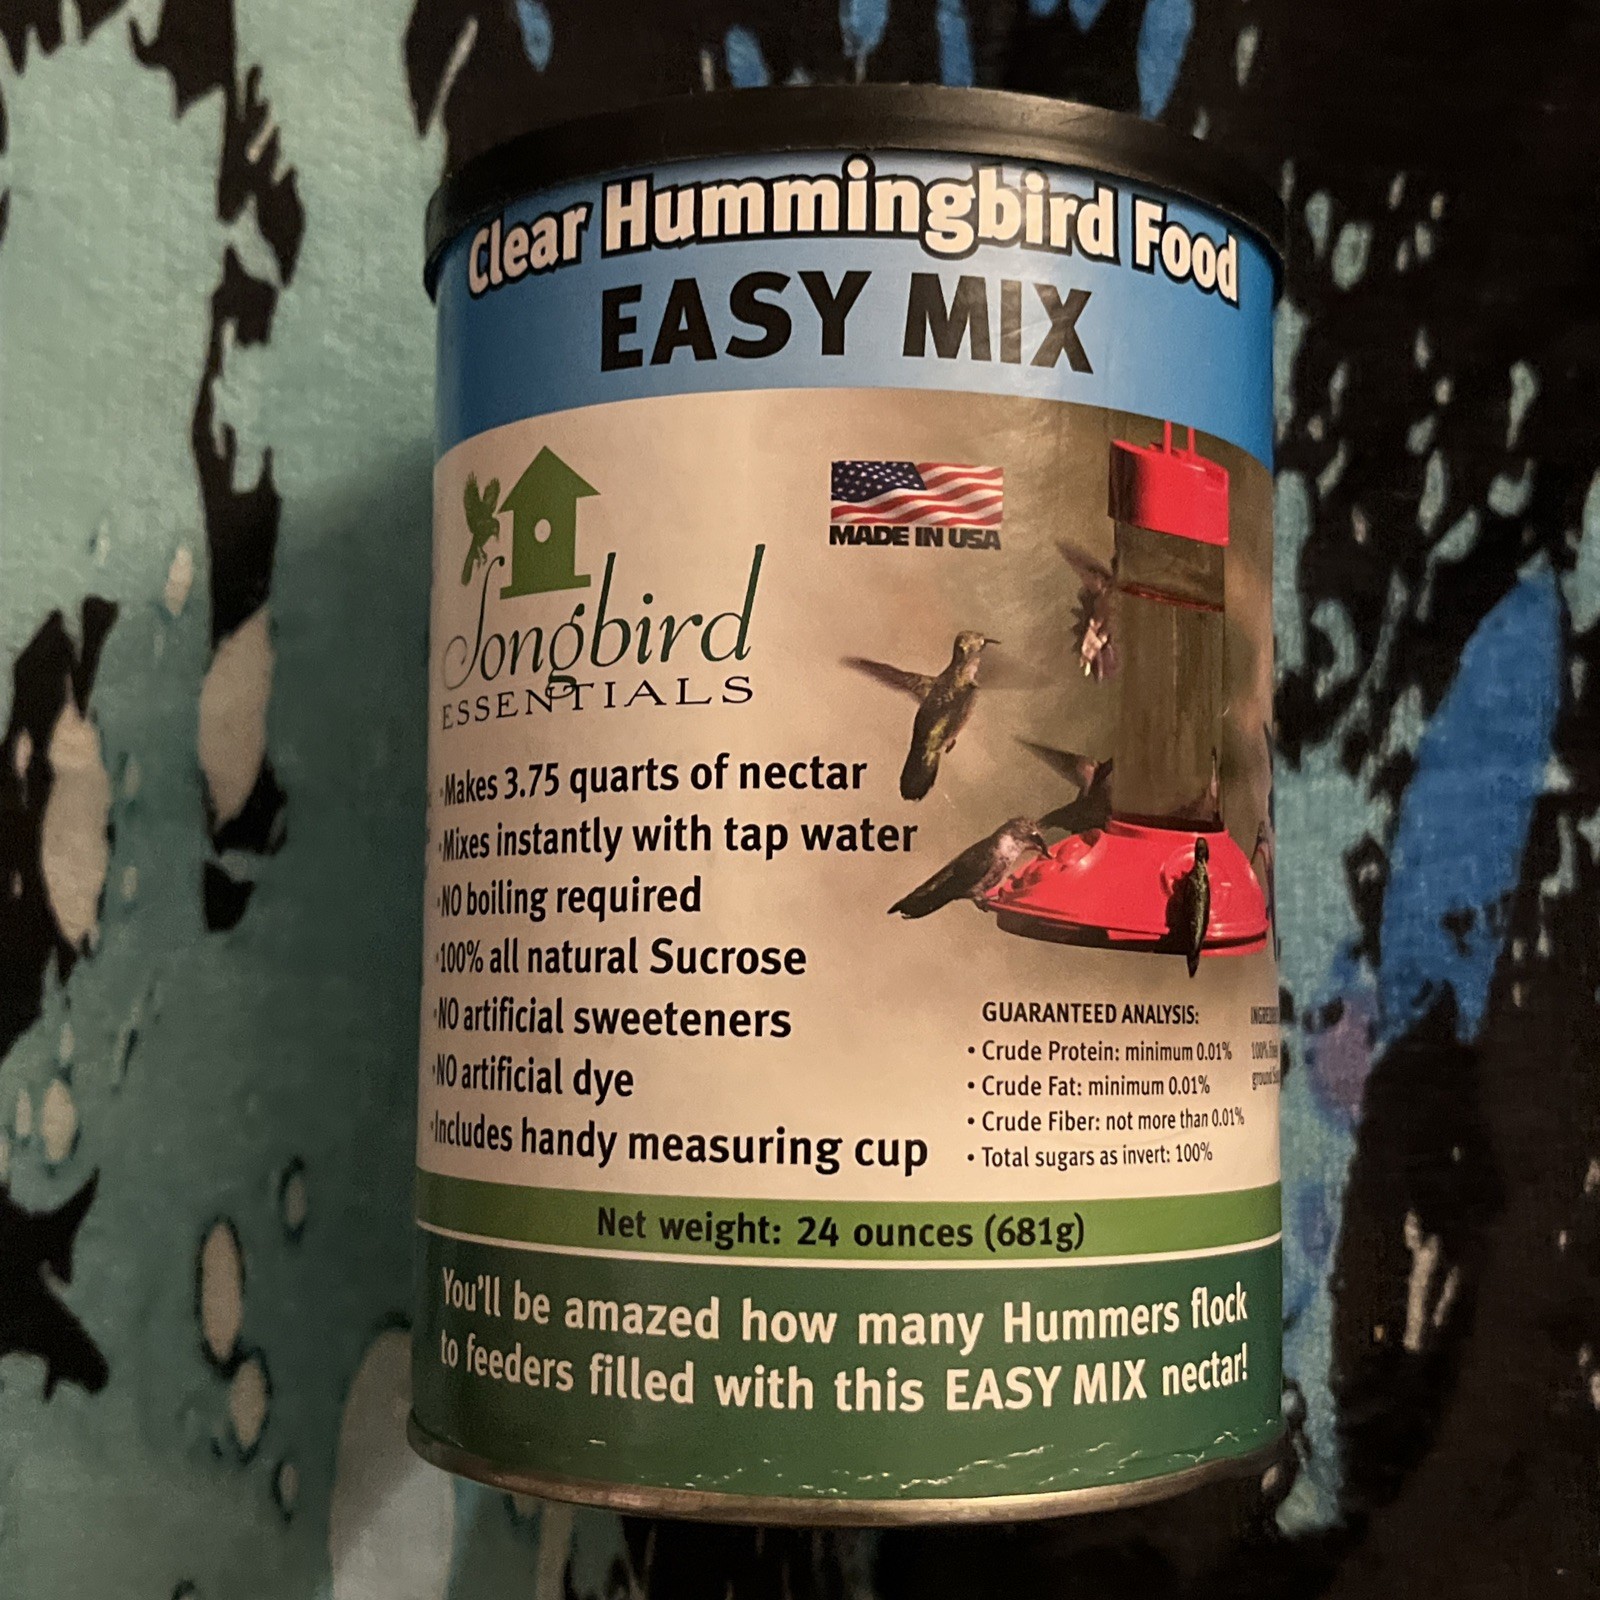 Clear Hummingbird Food
EASY MIX
MADE IN USA
Songbird
ESSENTIALS
·Makes 3.75 quarts of nectar
·Mixes instantly with tap water
·NO boiling required
·100% all natural Sucrose
·NO artificial sweeteners
·NO artificial dye
·Includes handy measuring cup
GUARANTEED ANALYSIS:
• Crude Protein: minimum 0.01%
• Crude Fat: minimum 0.01%
• Crude Fiber: not more than 0.01%
• Total sugars as invert: 100%
100%
ground
Net weight: 24 ounces (681g)
You'll be amazed how many Hummers flock
to feeders filled with this EASY MIX nectar!